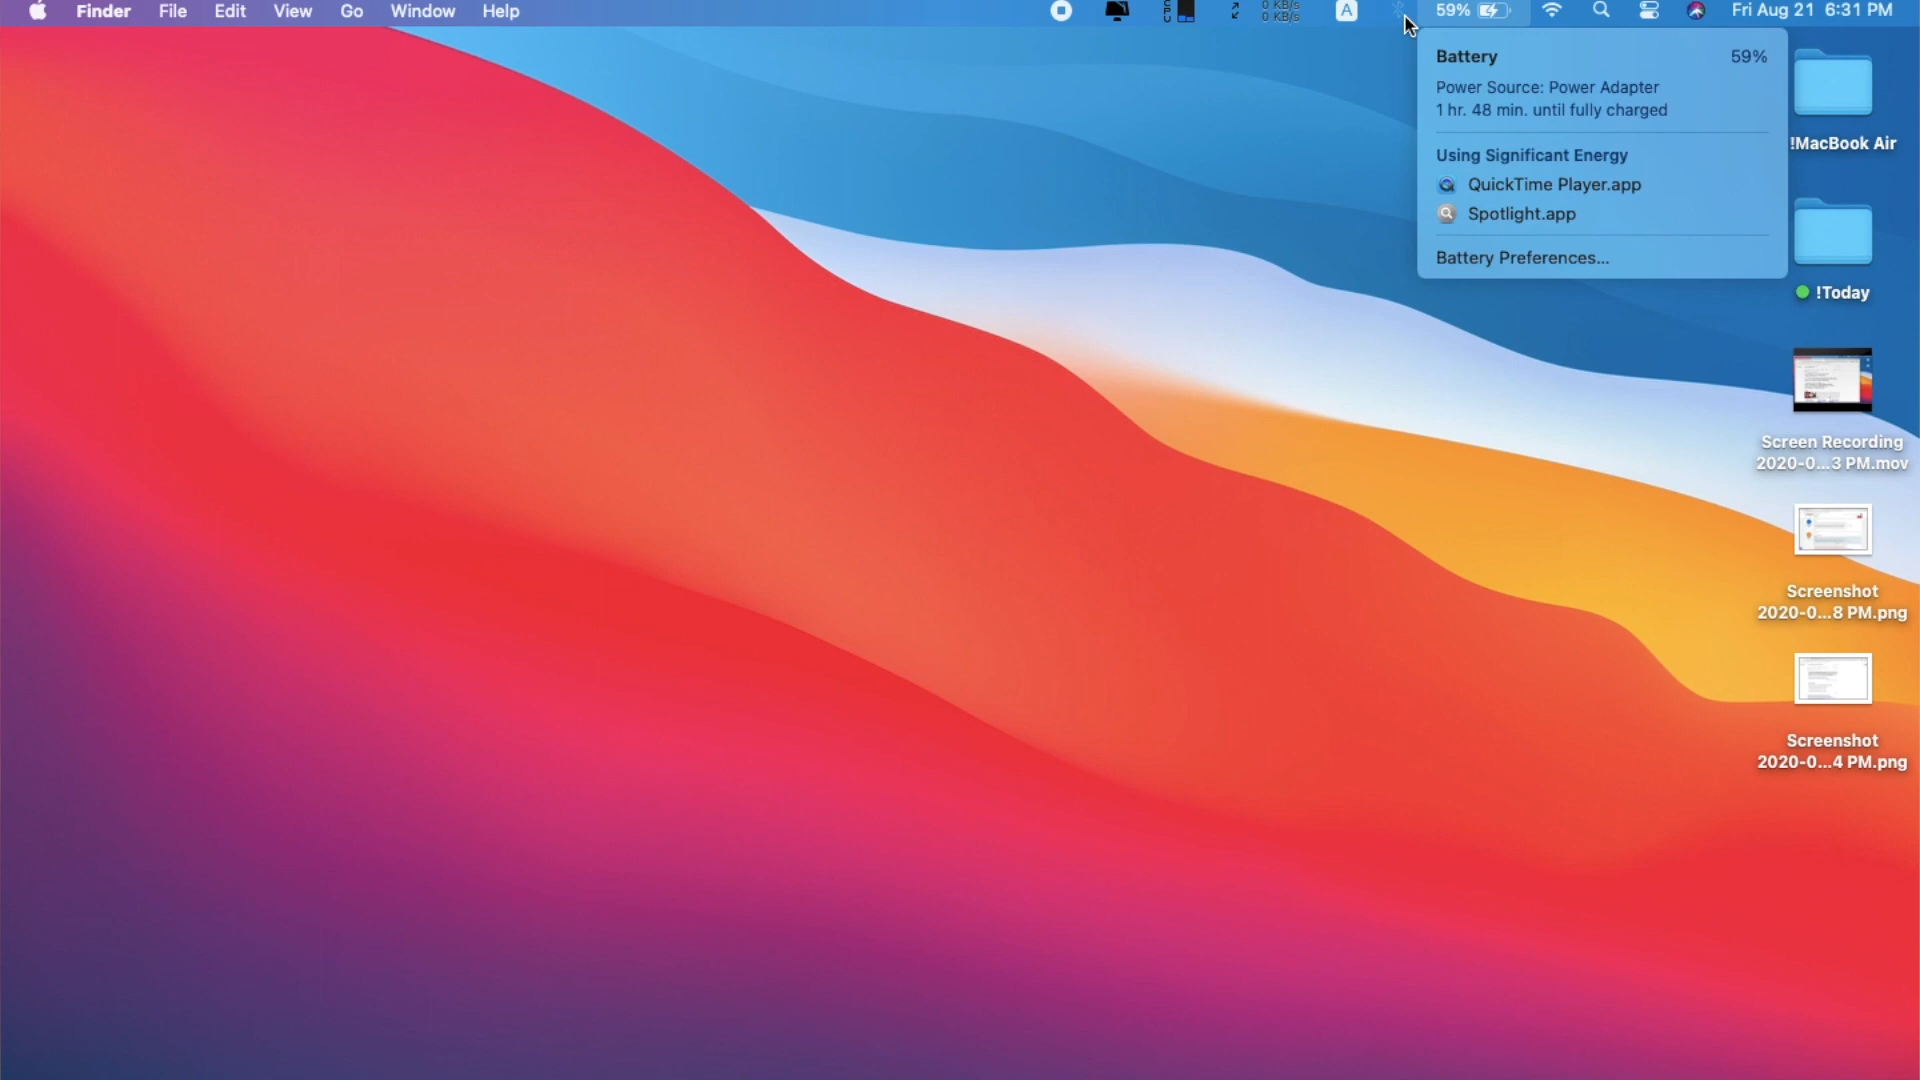 Finder File Edit View Go Window Help CPU 0 KB/s A 59% Fri Aug 21 6:31 PM
0 KB/s
Battery 59%
Power Source: Power Adapter
1 hr. 48 min. until fully charged
Using Significant Energy
QuickTime Player.app
Spotlight.app
Battery Preferences...
!MacBook Air
!Today
Screen Recording
2020-0...3 PM.mov
Screenshot
2020-0...8 PM.png
Screenshot
2020-0...4 PM.png